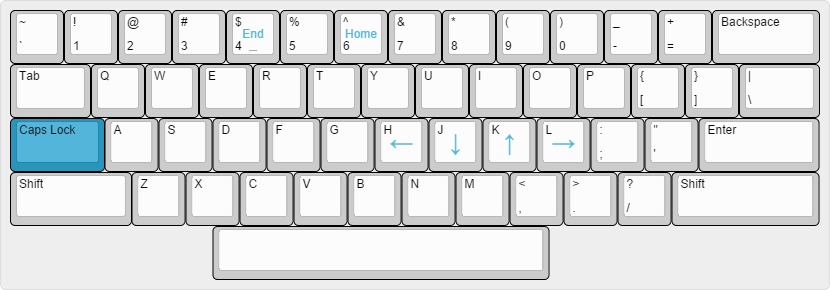 ~ ! @ # $ % ^ & * ( ) _ + Backspace
End Home
` 1 2 3 4 _ 5 6 7 8 9 0 - =
Tab Q W E R T Y U I O P { } |
[ ] \
Caps Lock A S D F G H J K L : " Enter
← ↓ ↑ →
; '
Shift Z X C V B N M < > ? Shift
, . /